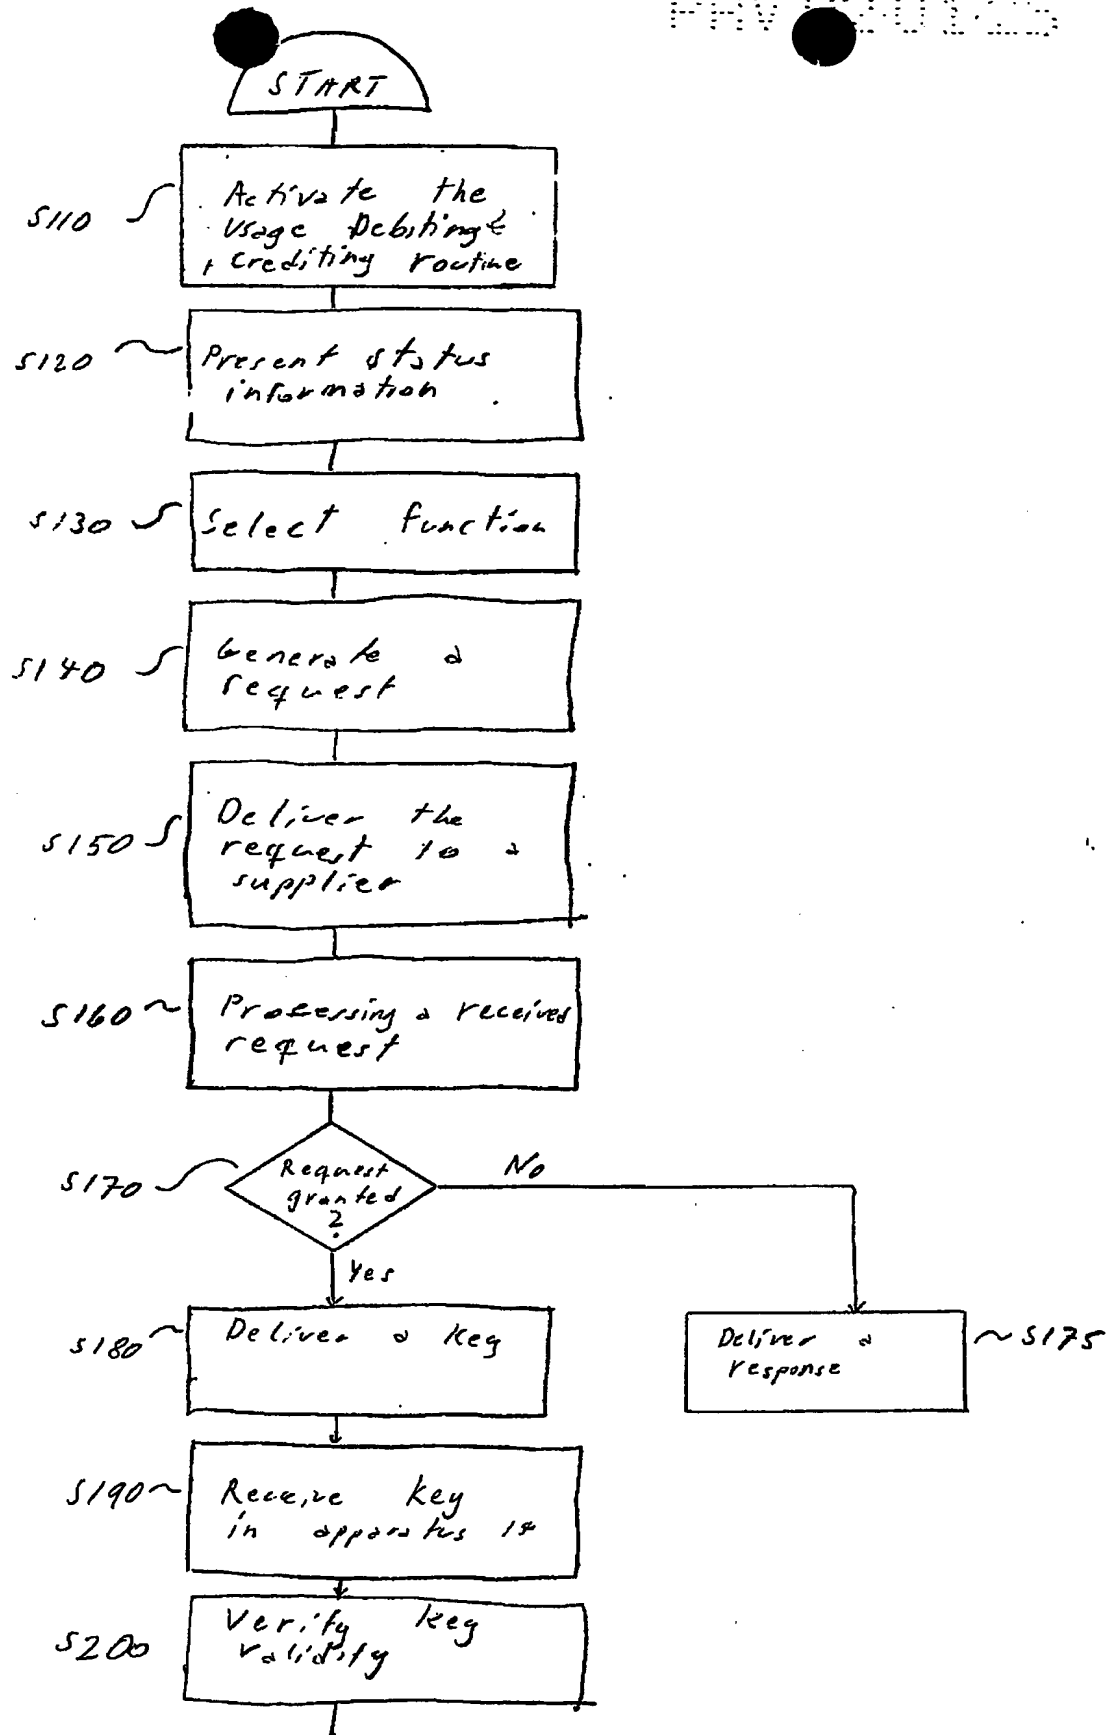 START
S110
Activate the
Usage Debiting &
Crediting routine
S120
Present status
information
S130
Select function
S140
Generate a
request
S150
Deliver the
request to a
supplier
S160
Processing a received
request
S170
Request
granted
?
No
Yes
S180
Deliver a key
Deliver a
response
S175
S190
Receive key
in apparatus 14
S200
Verify key
validity